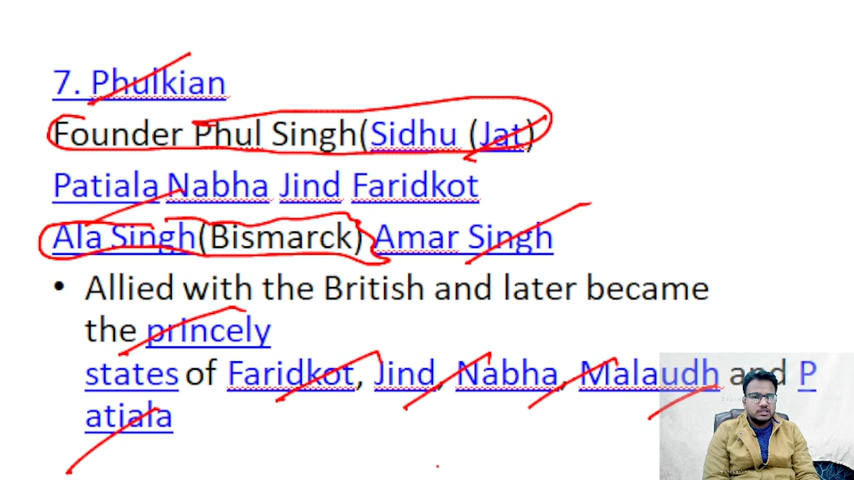 7. Phulkian
Founder Phul Singh(Sidhu (Jat)
Patiala Nabha Jind Faridkot
Ala Singh(Bismarck) Amar Singh
• Allied with the British and later became
the princely
states of Faridkot, Jind, Nabha, Malaudh and P
atiala